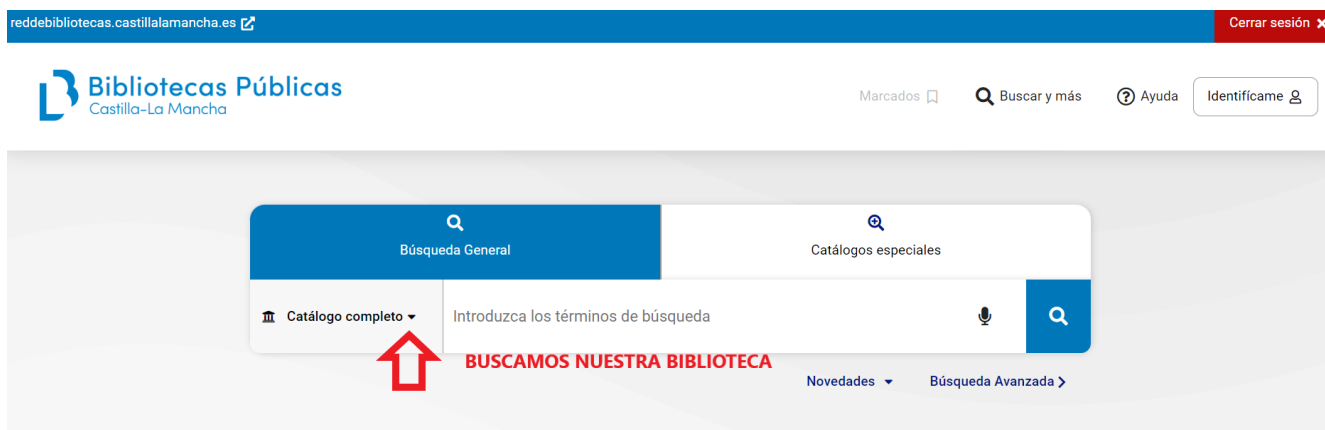 reddebibliotecas.castillalamancha.es
Cerrar sesión
Bibliotecas Públicas
Castilla-La Mancha
Marcados
Buscar y más
Ayuda
Identifícame
Búsqueda General
Catálogos especiales
Catálogo completo
Introduzca los términos de búsqueda
BUSCAMOS NUESTRA BIBLIOTECA
Novedades
Búsqueda Avanzada